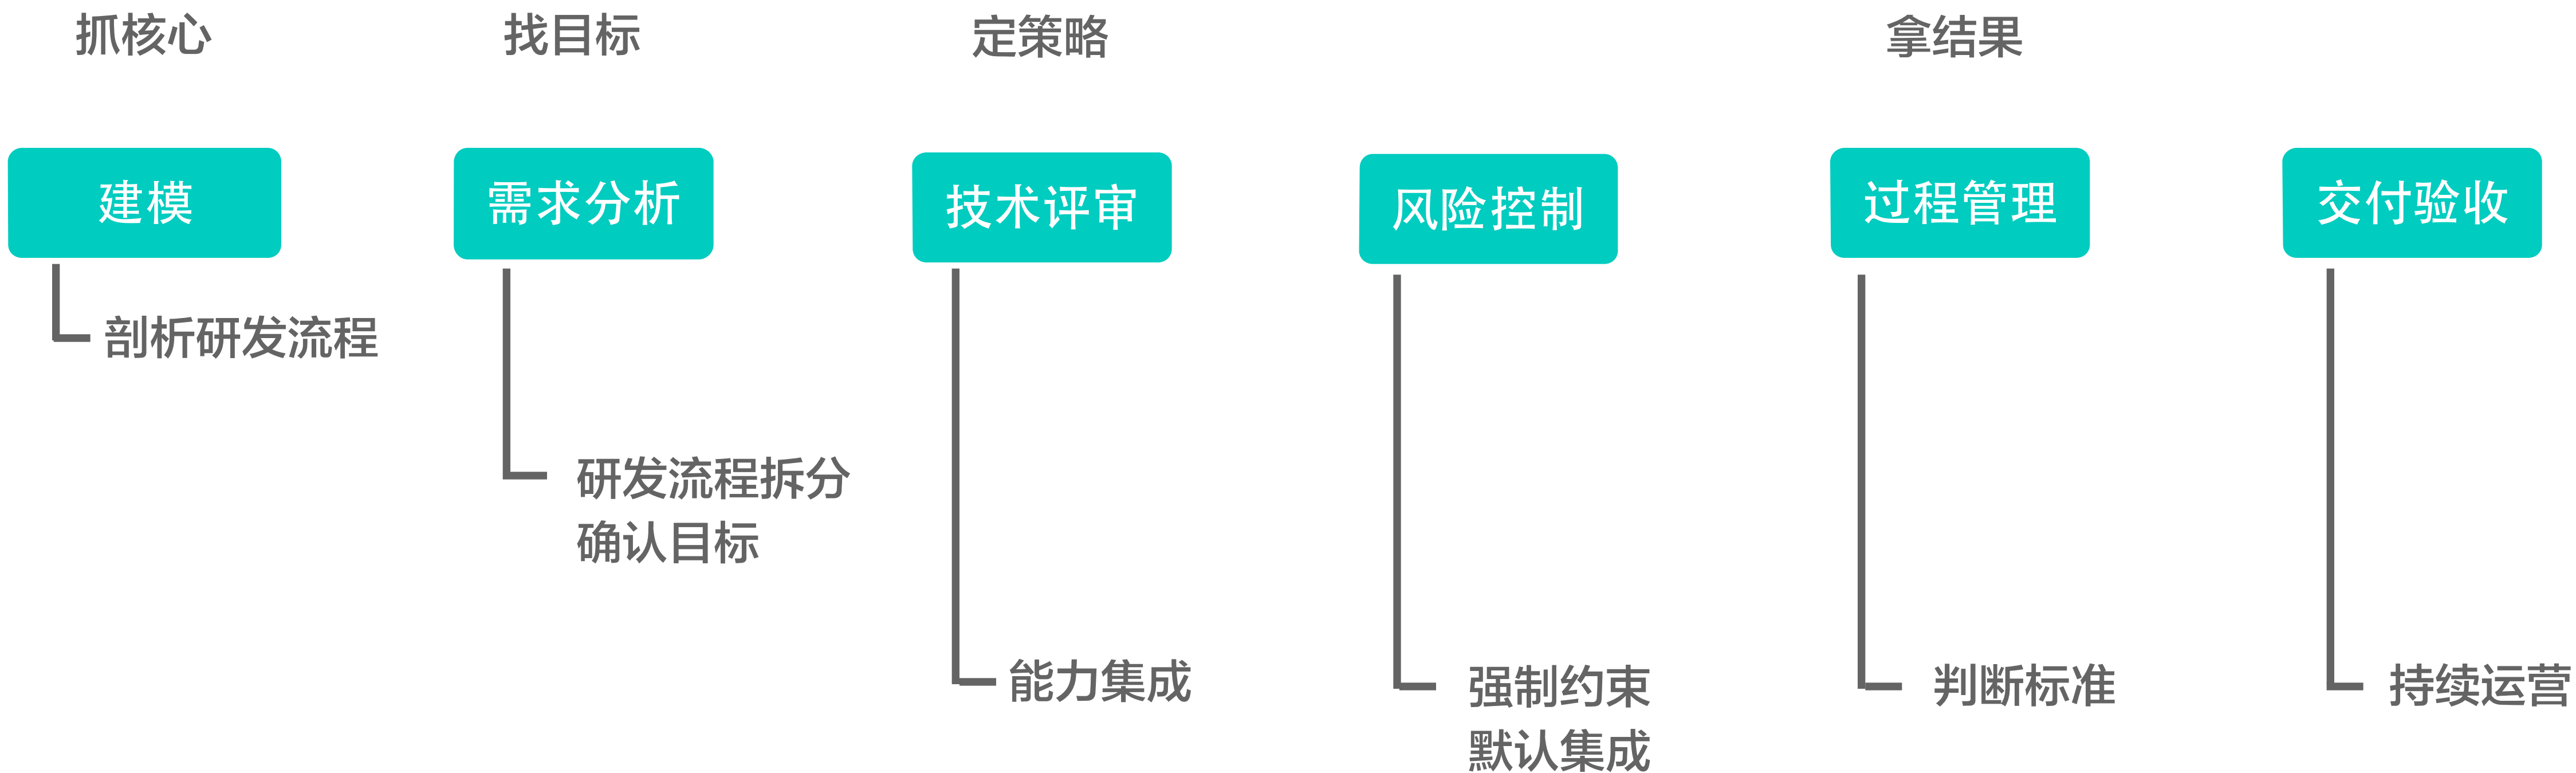 抓核心
找目标
定策略
拿结果
建模
需求分析
技术评审
风险控制
过程管理
交付验收
剖析研发流程
研发流程拆分
确认目标
能力集成
强制约束
默认集成
判断标准
持续运营